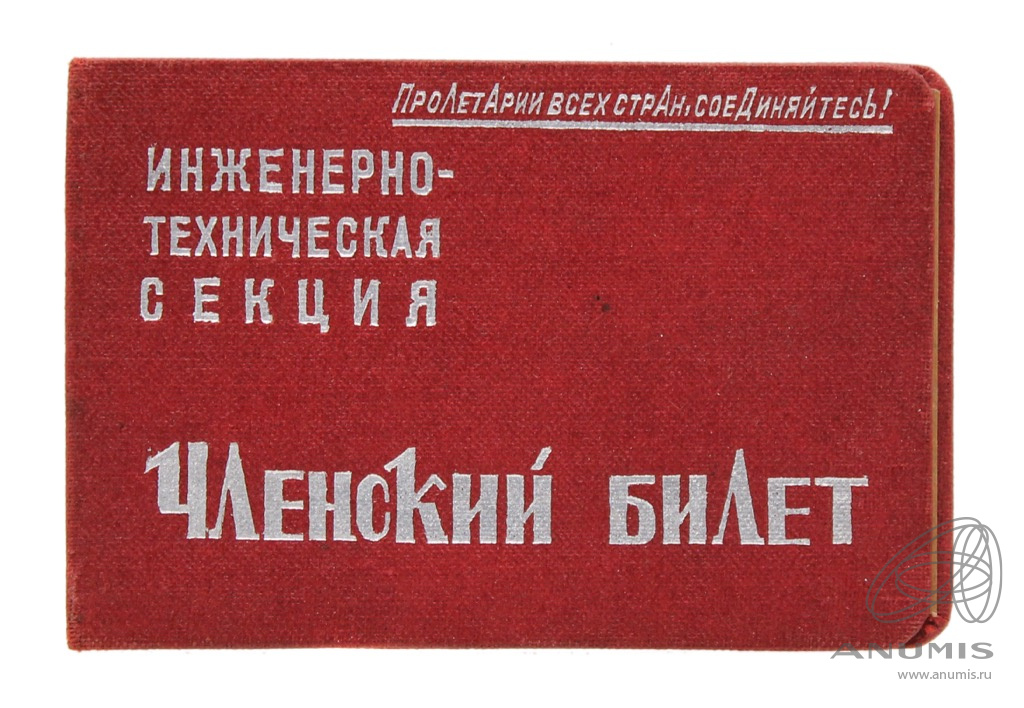 ПРОЛЕТАРИИ ВСЕХ СТРАН, СОЕДИНЯЙТЕСЬ!
ИНЖЕНЕРНО-
ТЕХНИЧЕСКАЯ
СЕКЦИЯ
ЧЛЕНСКИЙ БИЛЕТ
ANUMIS
www.anumis.ru